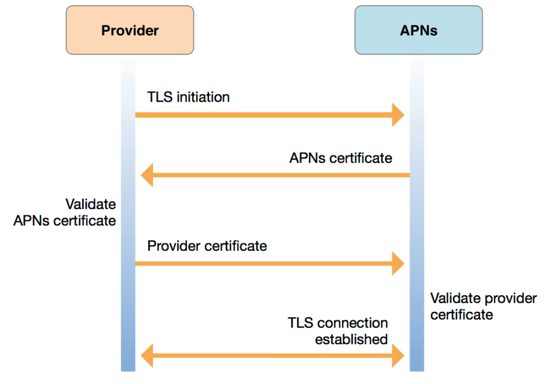 Provider
APNs
TLS initiation
APNs certificate
Validate
APNs certificate
Provider certificate
Validate provider
certificate
TLS connection
established